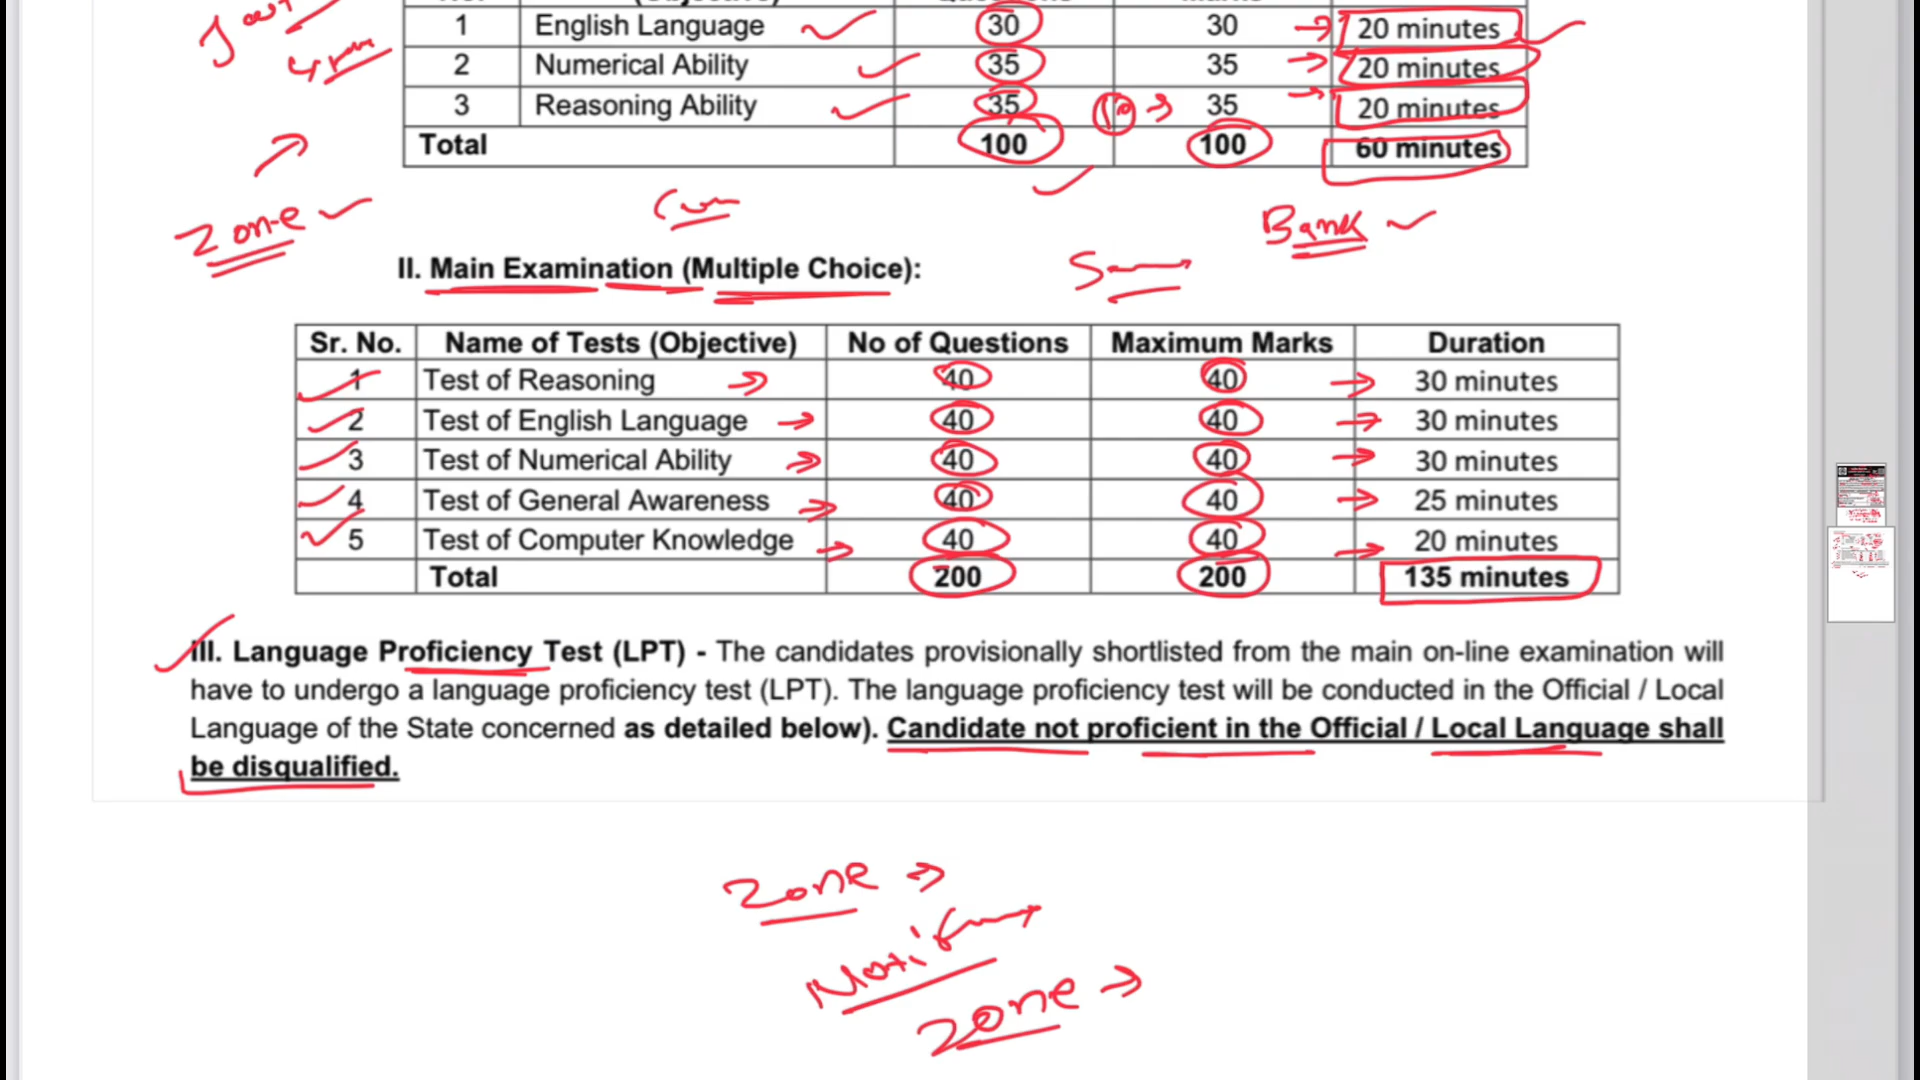 1 English Language 30 30 20 minutes
2 Numerical Ability 35 35 20 minutes
3 Reasoning Ability 35 35 20 minutes
Total 100 100 60 minutes
Zone
Bank
II. Main Examination (Multiple Choice):
Sr. No. Name of Tests (Objective) No of Questions Maximum Marks Duration
1 Test of Reasoning 40 40 30 minutes
2 Test of English Language 40 40 30 minutes
3 Test of Numerical Ability 40 40 30 minutes
4 Test of General Awareness 40 40 25 minutes
5 Test of Computer Knowledge 40 40 20 minutes
Total 200 200 135 minutes
III. Language Proficiency Test (LPT) - The candidates provisionally shortlisted from the main on-line examination will
have to undergo a language proficiency test (LPT). The language proficiency test will be conducted in the Official / Local
Language of the State concerned as detailed below). Candidate not proficient in the Official / Local Language shall
be disqualified.
Zone
Zone